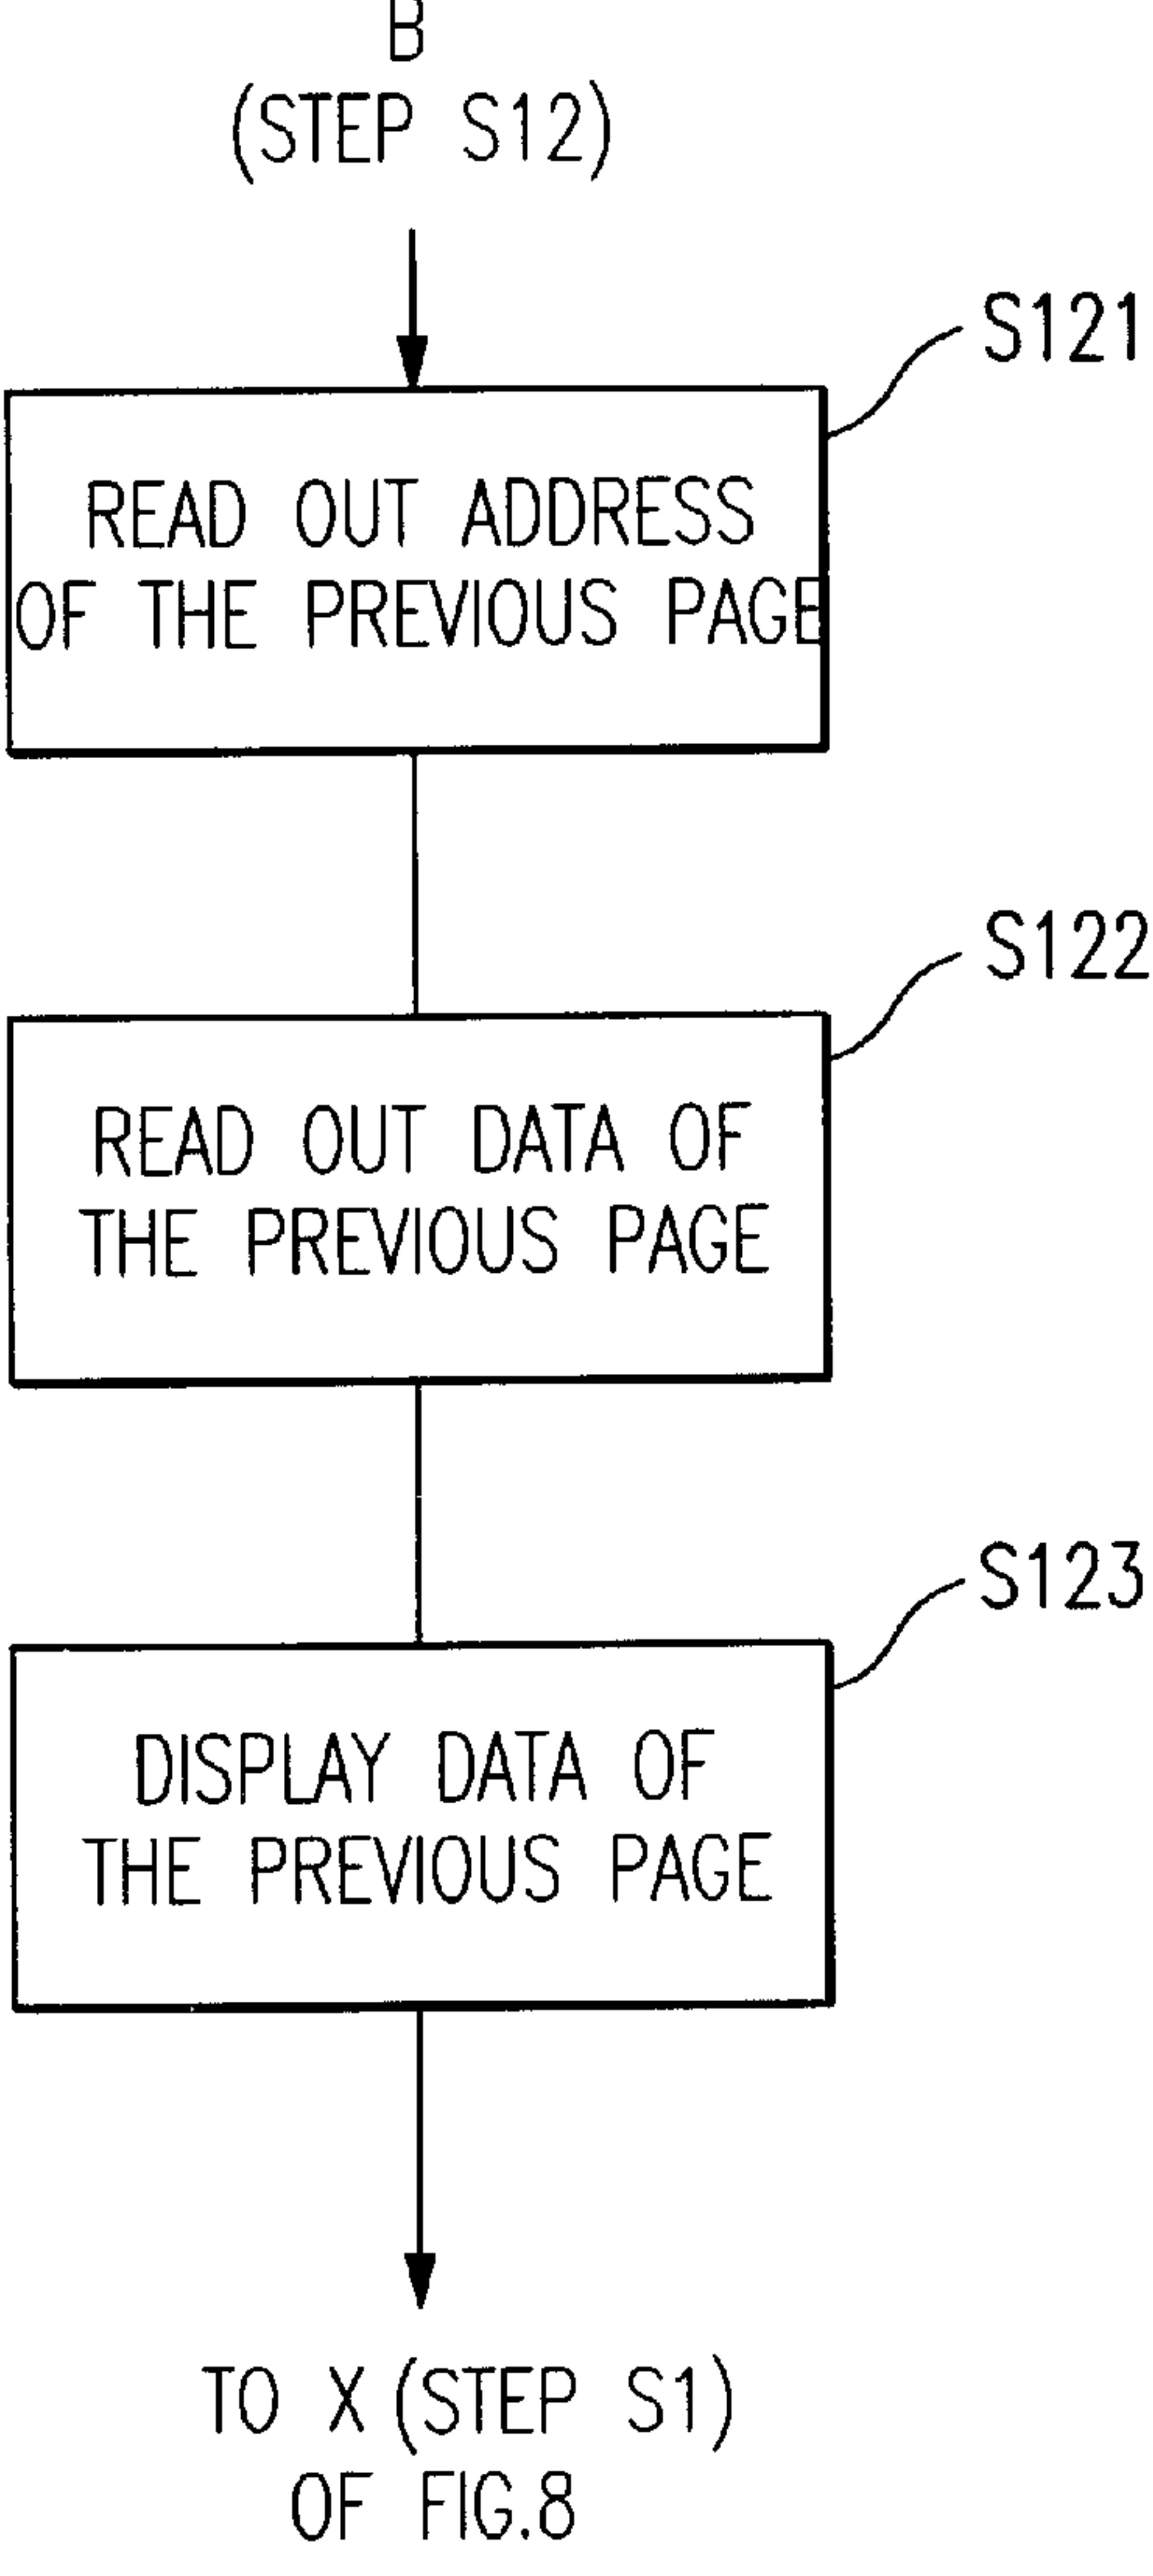 B
(STEP S12)
S121
READ OUT ADDRESS
OF THE PREVIOUS PAGE
S122
READ OUT DATA OF
THE PREVIOUS PAGE
S123
DISPLAY DATA OF
THE PREVIOUS PAGE
TO X (STEP S1)
OF FIG.8